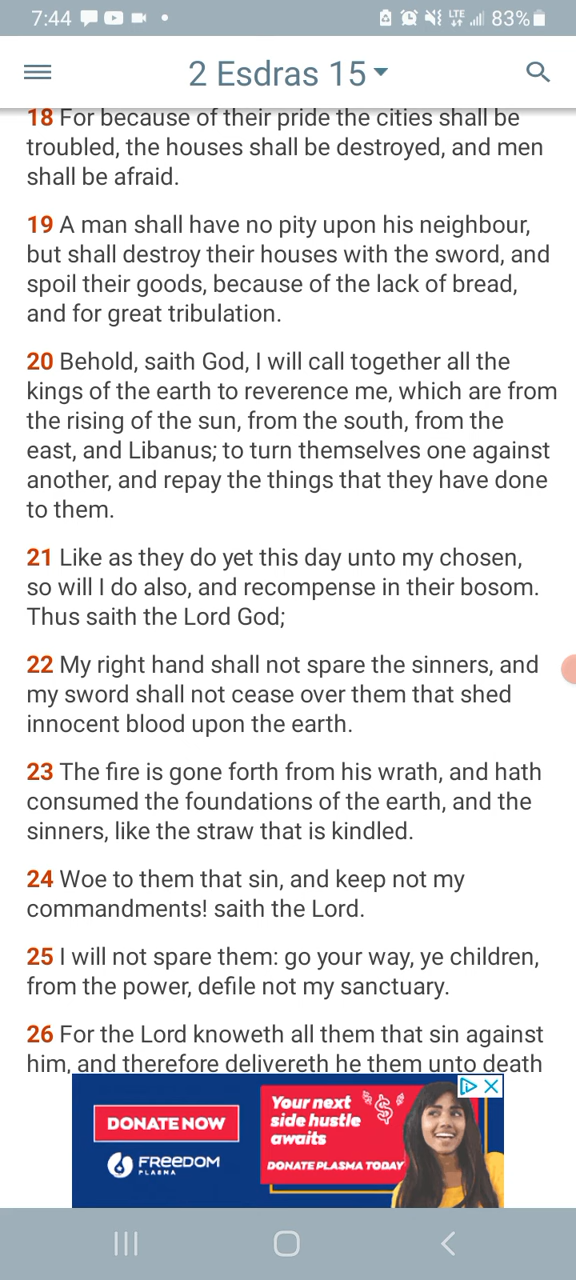 7:44
LTE
83%
2 Esdras 15
18 For because of their pride the cities shall be
troubled, the houses shall be destroyed, and men
shall be afraid.
19 A man shall have no pity upon his neighbour,
but shall destroy their houses with the sword, and
spoil their goods, because of the lack of bread,
and for great tribulation.
20 Behold, saith God, I will call together all the
kings of the earth to reverence me, which are from
the rising of the sun, from the south, from the
east, and Libanus; to turn themselves one against
another, and repay the things that they have done
to them.
21 Like as they do yet this day unto my chosen,
so will I do also, and recompense in their bosom.
Thus saith the Lord God;
22 My right hand shall not spare the sinners, and
my sword shall not cease over them that shed
innocent blood upon the earth.
23 The fire is gone forth from his wrath, and hath
consumed the foundations of the earth, and the
sinners, like the straw that is kindled.
24 Woe to them that sin, and keep not my
commandments! saith the Lord.
25 I will not spare them: go your way, ye children,
from the power, defile not my sanctuary.
26 For the Lord knoweth all them that sin against
him, and therefore delivereth he them unto death
DONATE NOW
FREEDOM
PLASMA
Your next
side hustle
awaits
DONATE PLASMA TODAY